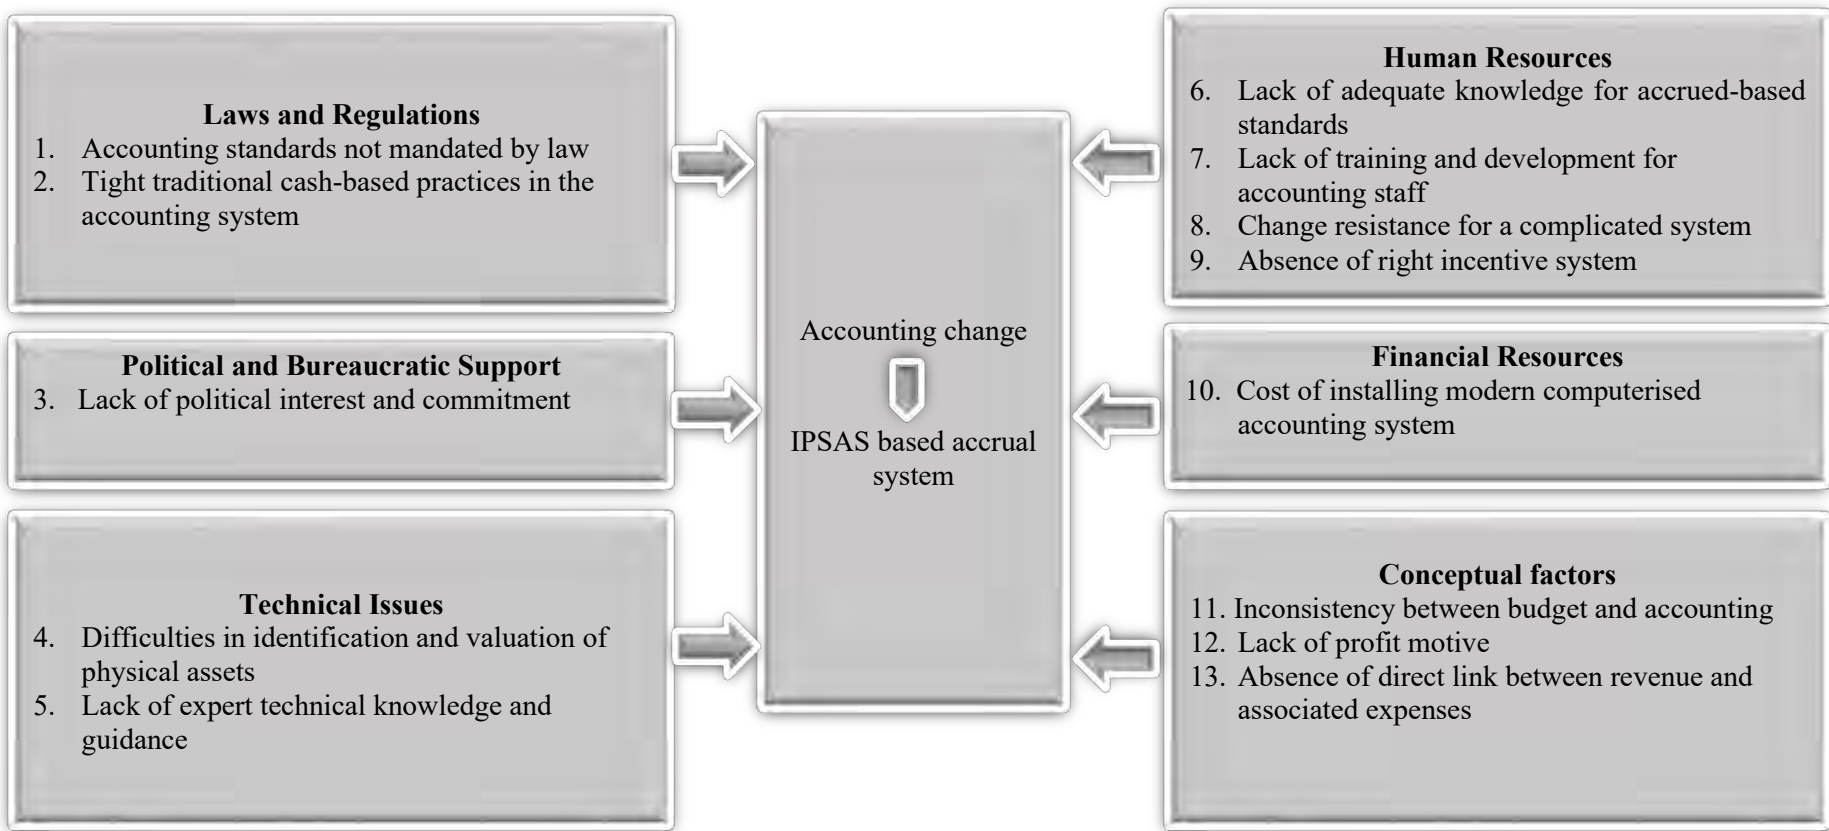 Laws and Regulations
1. Accounting standards not mandated by law
2. Tight traditional cash-based practices in the
accounting system
Political and Bureaucratic Support
3. Lack of political interest and commitment
Technical Issues
4. Difficulties in identification and valuation of
physical assets
5. Lack of expert technical knowledge and
guidance
Accounting change
IPSAS based accrual
system
Human Resources
6. Lack of adequate knowledge for accrued-based
standards
7. Lack of training and development for
accounting staff
8. Change resistance for a complicated system
9. Absence of right incentive system
Financial Resources
10. Cost of installing modern computerised
accounting system
Conceptual factors
11. Inconsistency between budget and accounting
12. Lack of profit motive
13. Absence of direct link between revenue and
associated expenses